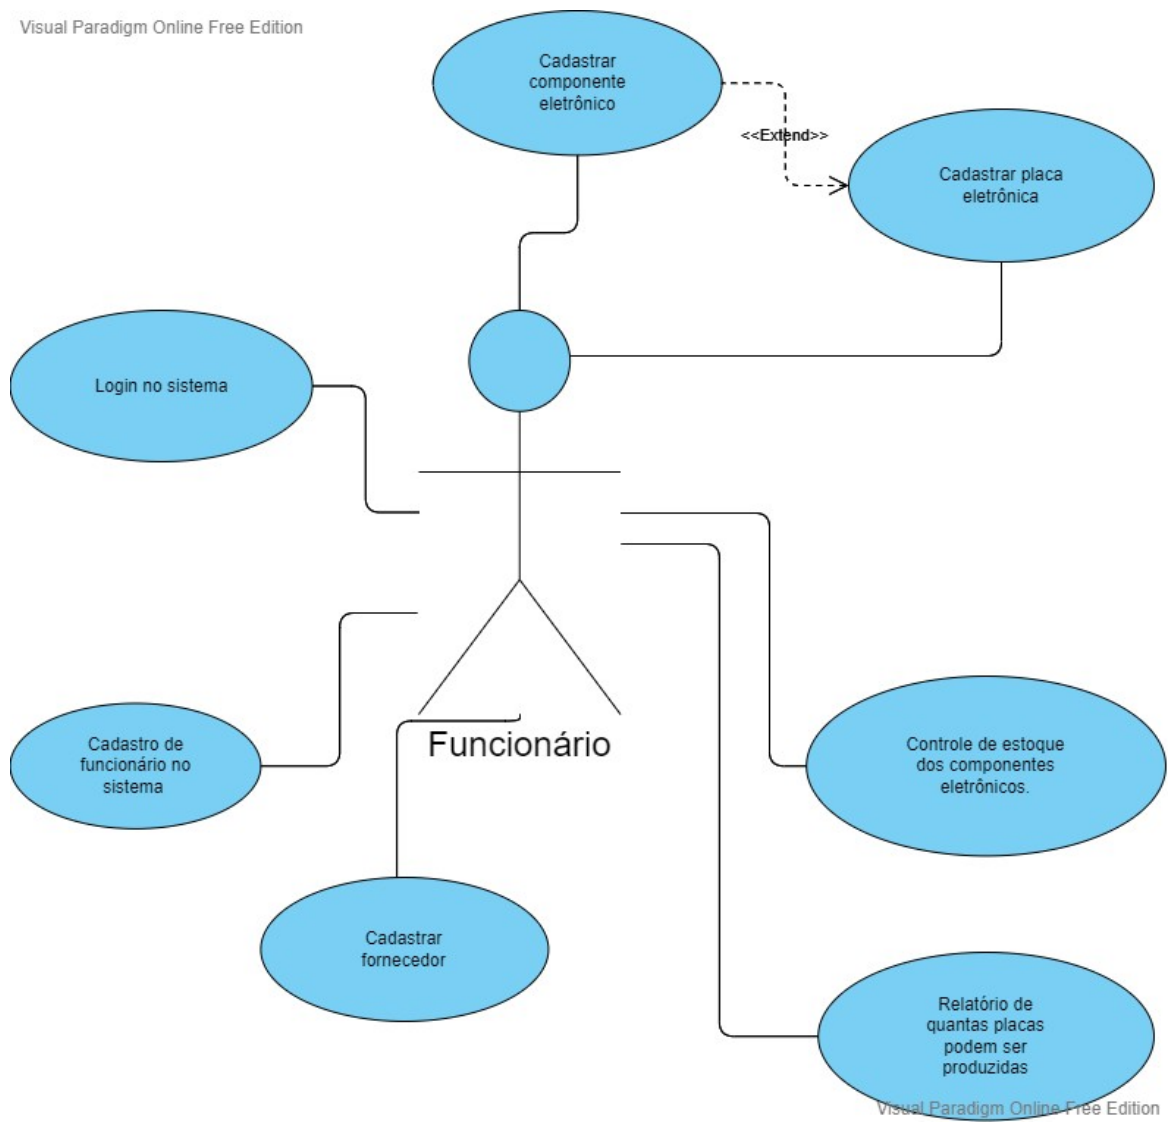 Visual Paradigm Online Free Edition
Cadastrar
componente
eletrônico
<<Extend>>
Cadastrar placa
eletrônica
Login no sistema
Funcionário
Cadastro de
funcionário no
sistema
Controle de estoque
dos componentes
eletrônicos.
Cadastrar
fornecedor
Relatório de
quantas placas
podem ser
produzidas
Visual Paradigm Online Free Edition